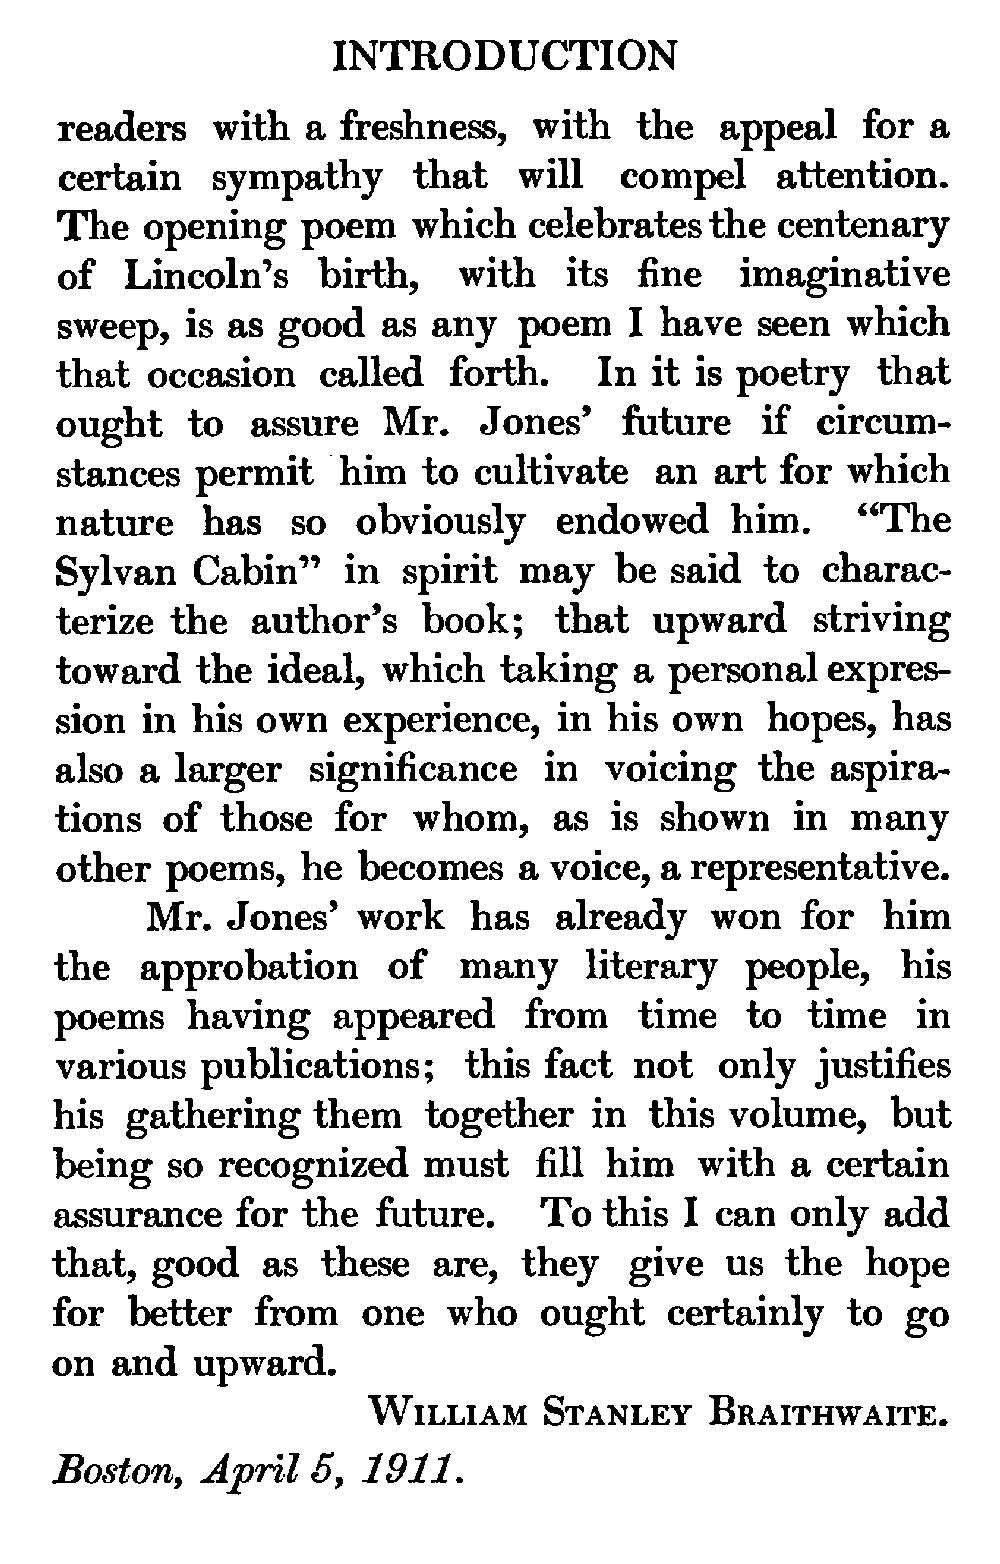 INTRODUCTION
readers with a freshness, with the appeal for a
certain sympathy that will compel attention.
The opening poem which celebrates the centenary
of Lincoln's birth, with its fine imaginative
sweep, is as good as any poem I have seen which
that occasion called forth. In it is poetry that
ought to assure Mr. Jones' future if circum-
stances permit him to cultivate an art for which
nature has so obviously endowed him. "The
Sylvan Cabin" in spirit may be said to charac-
terize the author's book; that upward striving
toward the ideal, which taking a personal expres-
sion in his own experience, in his own hopes, has
also a larger significance in voicing the aspira-
tions of those for whom, as is shown in many
other poems, he becomes a voice, a representative.
Mr. Jones' work has already won for him
the approbation of many literary people, his
poems having appeared from time to time in
various publications; this fact not only justifies
his gathering them together in this volume, but
being so recognized must fill him with a certain
assurance for the future. To this I can only add
that, good as these are, they give us the hope
for better from one who ought certainly to go
on and upward.
WILLIAM STANLEY BRAITHWAITE.
Boston, April 5, 1911.